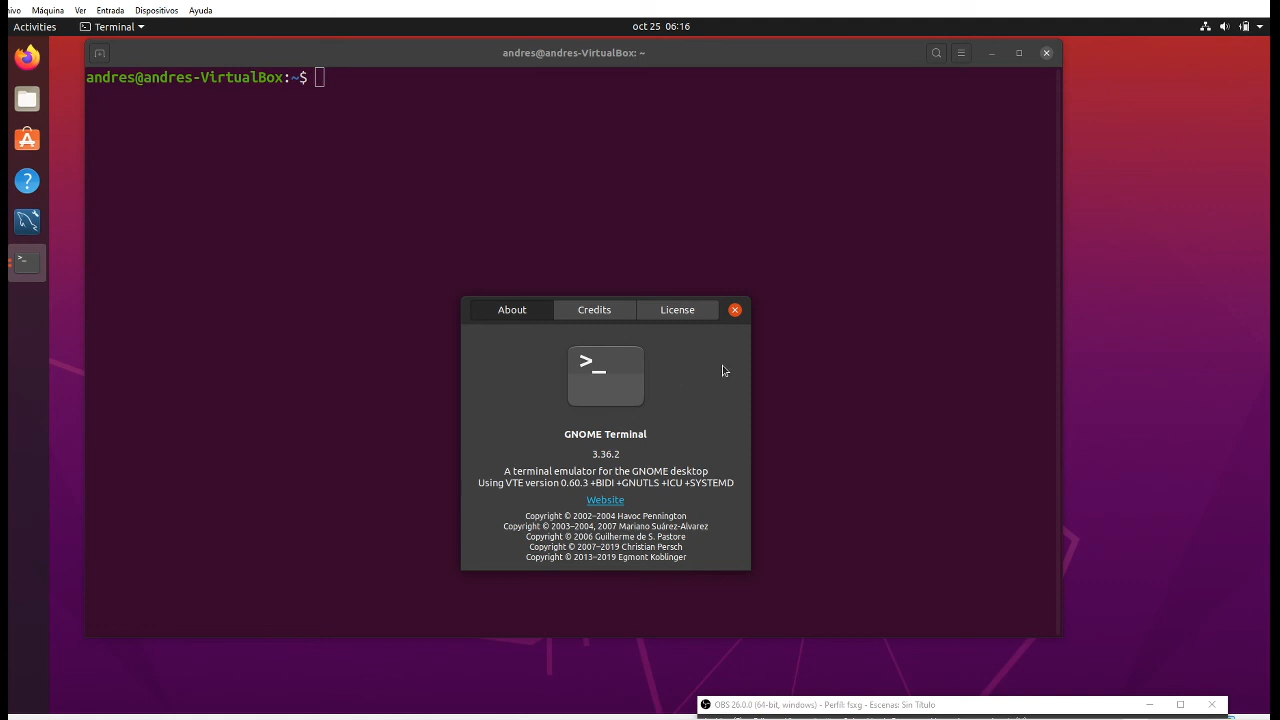 hivo Máquina Ver Entrada Dispositivos Ayuda
Activities Terminal oct 25 06:16
andres@andres-VirtualBox: ~
andres@andres-VirtualBox:~$
About Credits License
>_
GNOME Terminal
3.36.2
A terminal emulator for the GNOME desktop
Using VTE version 0.60.3 +BIDI +GNUTLS +ICU +SYSTEMD
Website
Copyright © 2002–2004 Havoc Pennington
Copyright © 2003–2004, 2007 Mariano Suárez-Alvarez
Copyright © 2006 Guilherme de S. Pastore
Copyright © 2007–2019 Christian Persch
Copyright © 2013–2019 Egmont Koblinger
OBS 26.0.0 (64-bit, windows) - Perfil: fsxg - Escenas: Sin Título